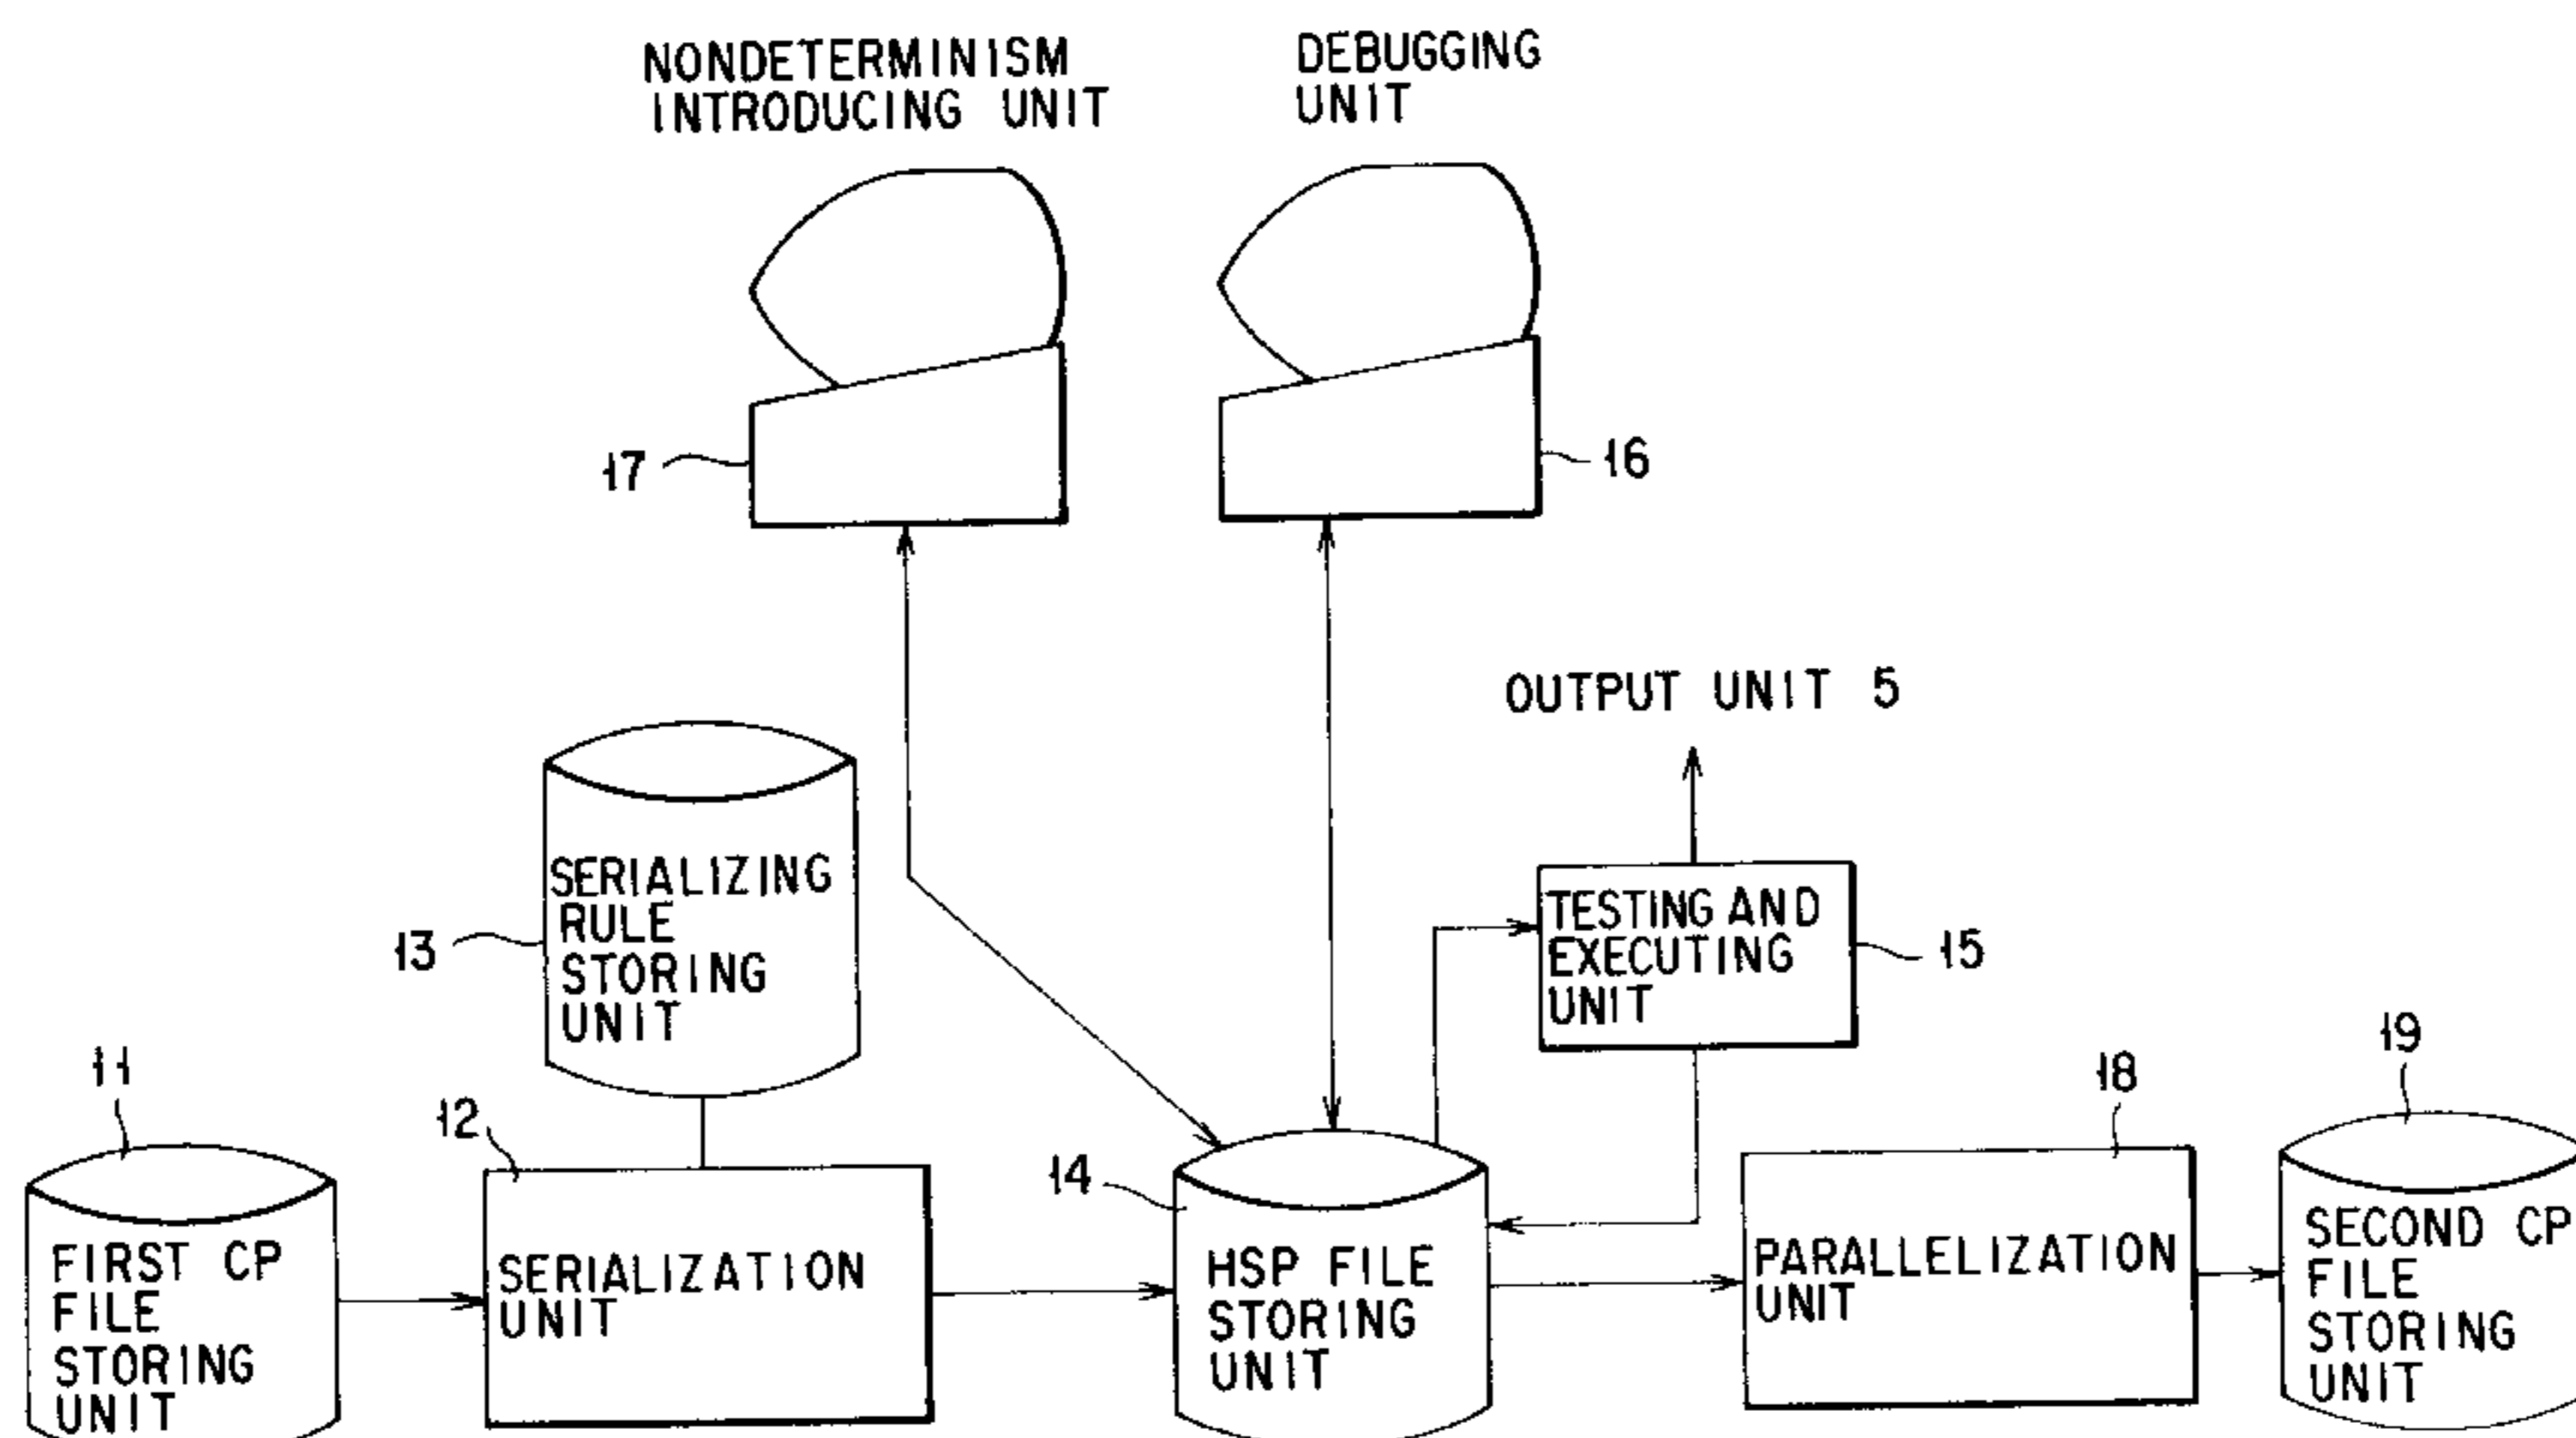 NONDETERMINISM
INTRODUCING UNIT
DEBUGGING
UNIT
17
16
OUTPUT UNIT 5
SERIALIZING
RULE
STORING
UNIT
13
TESTING AND
EXECUTING
UNIT
15
11
12
14
18
19
FIRST CP
FILE
STORING
UNIT
SERIALIZATION
UNIT
HSP FILE
STORING
UNIT
PARALLELIZATION
UNIT
SECOND CP
FILE
STORING
UNIT